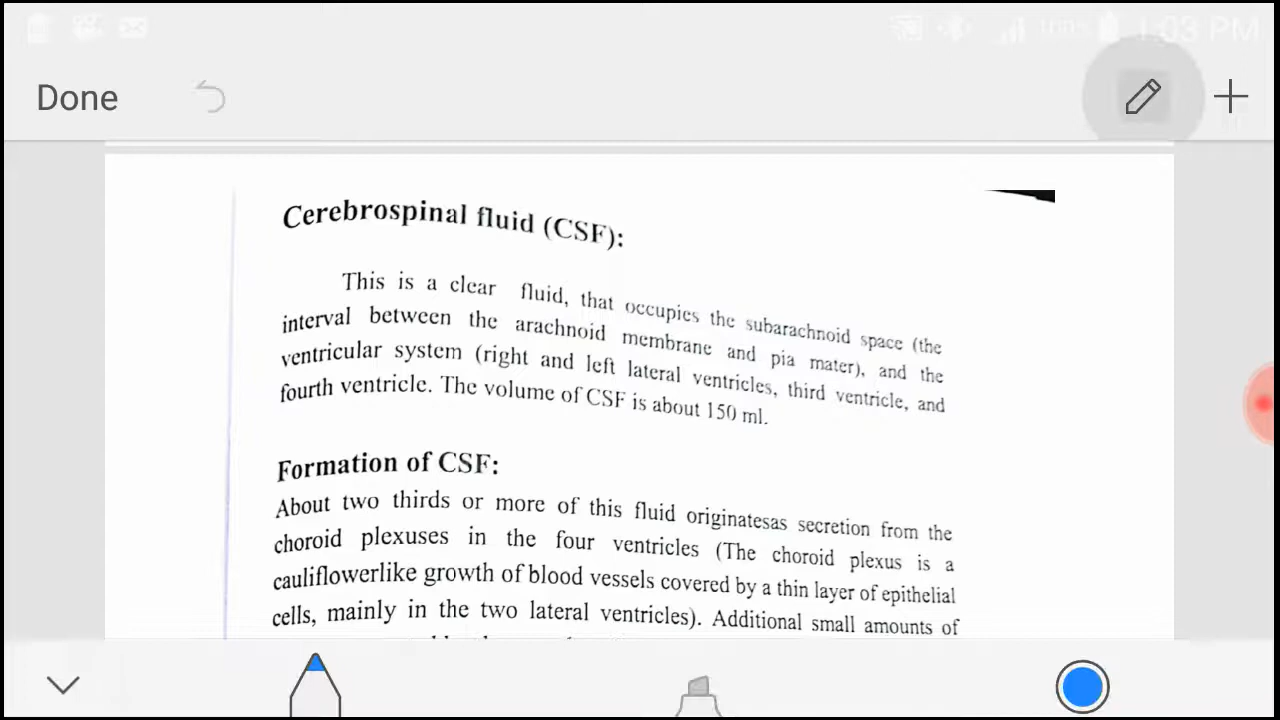 100% 1:03 PM
Done
Cerebrospinal fluid (CSF):
This is a clear fluid, that occupies the subarachnoid space (the
interval between the arachnoid membrane and pia mater), and the
ventricular system (right and left lateral ventricles, third ventricle, and
fourth ventricle. The volume of CSF is about 150 ml.
Formation of CSF:
About two thirds or more of this fluid originatesas secretion from the
choroid plexuses in the four ventricles (The choroid plexus is a
cauliflowerlike growth of blood vessels covered by a thin layer of epithelial
cells, mainly in the two lateral ventricles). Additional small amounts of